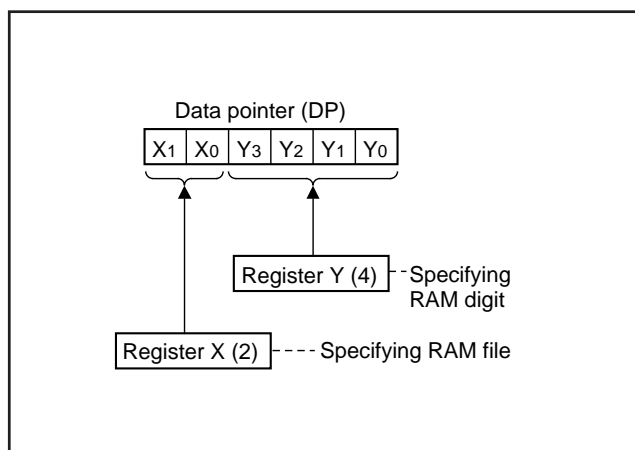 Data pointer (DP)
X1 X0 Y3 Y2 Y1 Y0
Register Y (4) Specifying
RAM digit
Register X (2) Specifying RAM file